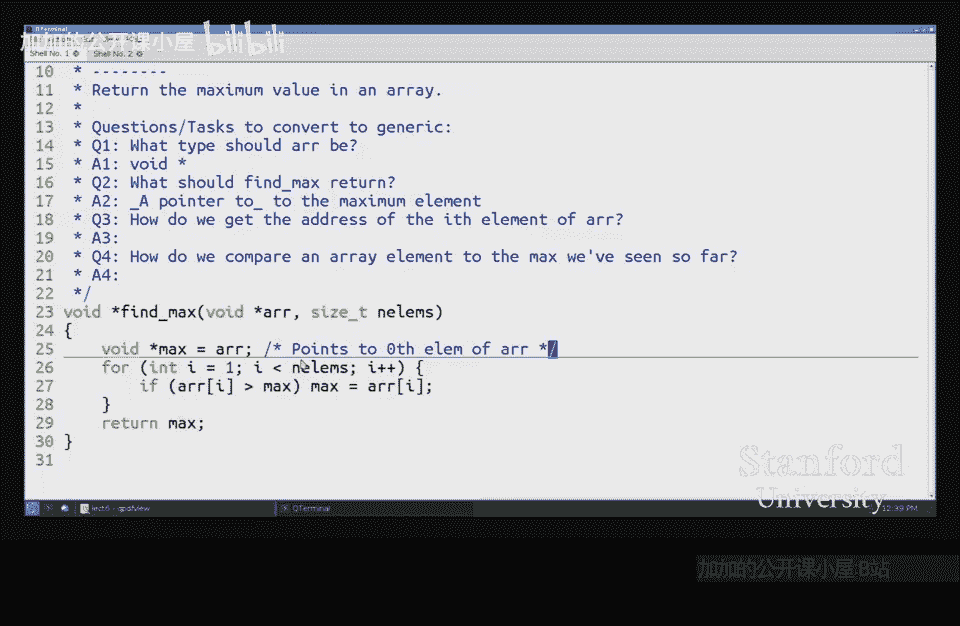 QTerminal
加加的公开课小屋 bilibili
Shell No. 1 Shell No. 2
10 * --------
11 * Return the maximum value in an array.
12 *
13 * Questions/Tasks to convert to generic:
14 * Q1: What type should arr be?
15 * A1: void *
16 * Q2: What should find_max return?
17 * A2: _A pointer to_ to the maximum element
18 * Q3: How do we get the address of the ith element of arr?
19 * A3:
20 * Q4: How do we compare an array element to the max we've seen so far?
21 * A4:
22 */
23 void *find_max(void *arr, size_t nelems)
24 {
25 void *max = arr; /* Points to 0th elem of arr */
26 for (int i = 1; i < nelems; i++) {
27 if (arr[i] > max) max = arr[i];
28 }
29 return max;
30 }
31
Stanford
University
QTerminal 12:39 PM
加加的公开课小屋 B站